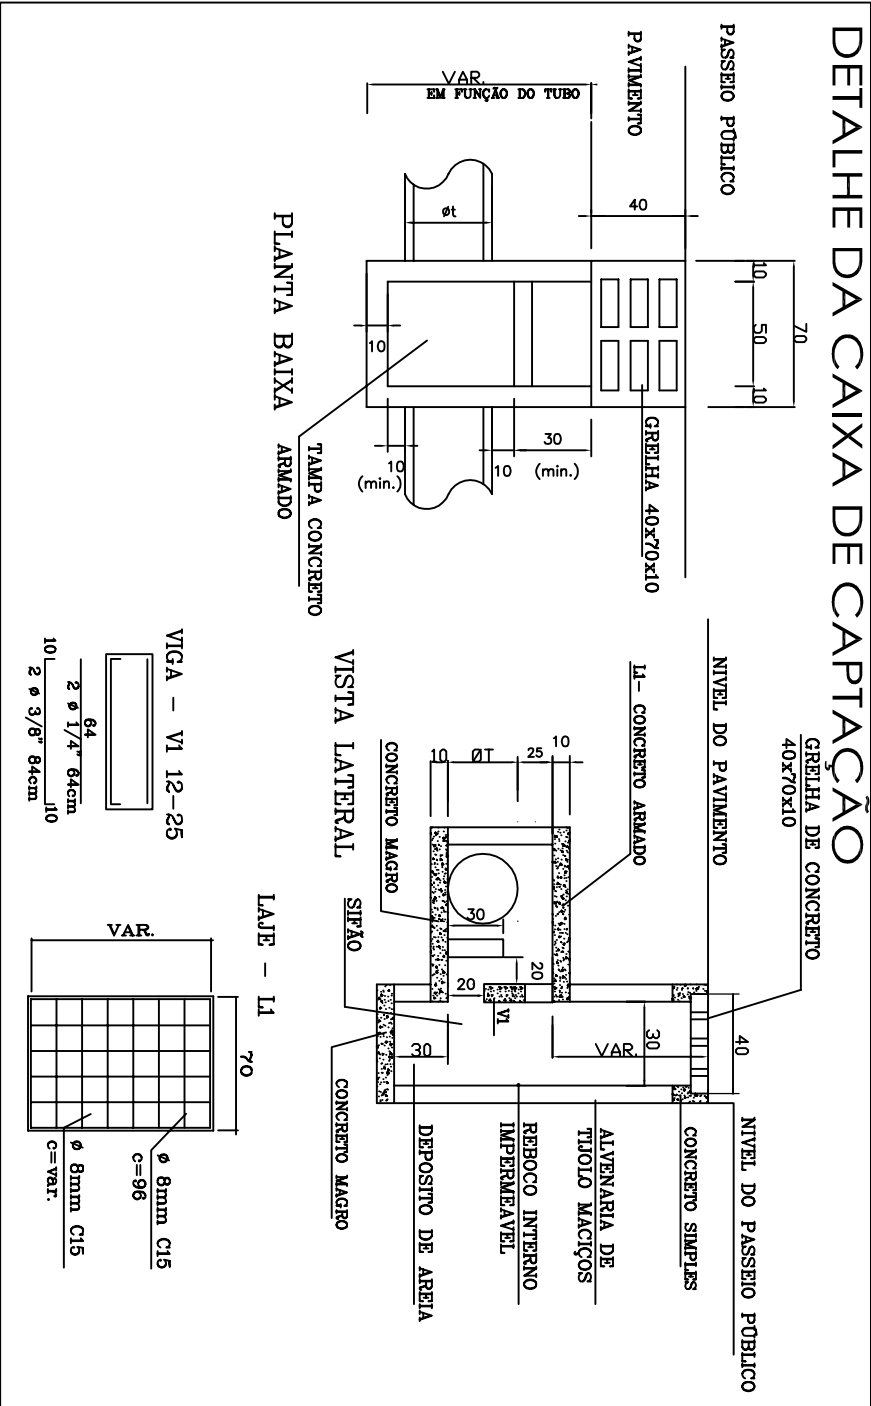 DETALHE DA CAIXA DE CAPTAÇÃO
PASSEIO PÚBLICO
PAVIMENTO
VAR.
EM FUNÇÃO DO TUBO
40
10
50
10
70
øt
10
10
(min.)
10
30
(min.)
GRELHA 40x70x10
TAMPA CONCRETO
ARMADO
PLANTA BAIXA
GRELHA DE CONCRETO
40x70x10
NIVEL DO PAVIMENTO
NIVEL DO PASSEIO PÚBLICO
L1- CONCRETO ARMADO
10
25
ØT
10
40
30
VAR.
30
20
20
V1
30
CONCRETO SIMPLES
ALVENARIA DE
TIJOLO MACIÇOS
REBOCO INTERNO
IMPERMEAVEL
DEPOSITO DE AREIA
CONCRETO MAGRO
SIFÃO
CONCRETO MAGRO
VISTA LATERAL
VIGA - V1 12-25
64
2 ø 1/4" 64cm
10
10
2 ø 3/8" 84cm
LAJE - L1
70
VAR.
ø 8mm C15
c=96
ø 8mm C15
c=var.